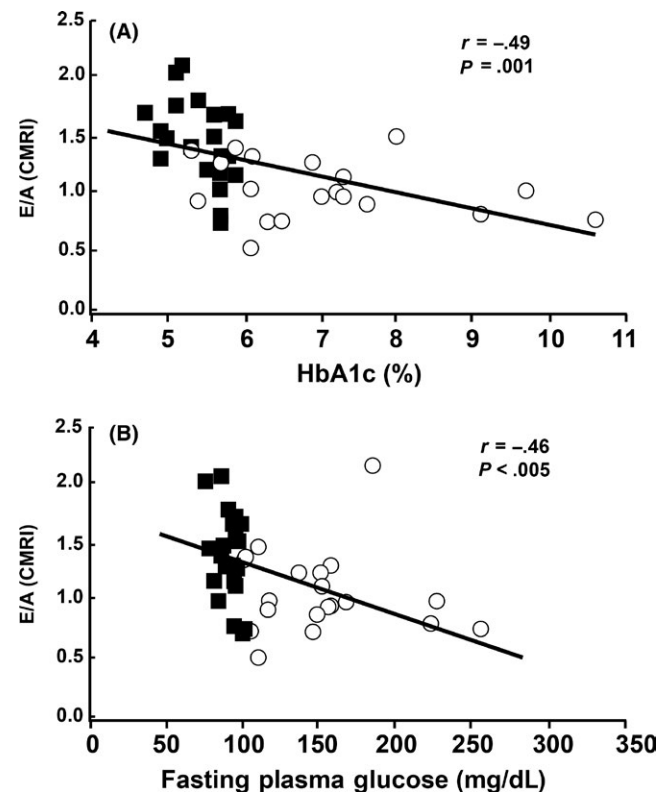 (A)
r = –.49
P = .001
2.5
2.0
1.5
1.0
0.5
0.0
E/A (CMRI)
4 5 6 7 8 9 10 11
HbA1c (%)
(B)
r = –.46
P < .005
2.5
2.0
1.5
1.0
0.5
0.0
E/A (CMRI)
0 50 100 150 200 250 300 350
Fasting plasma glucose (mg/dL)